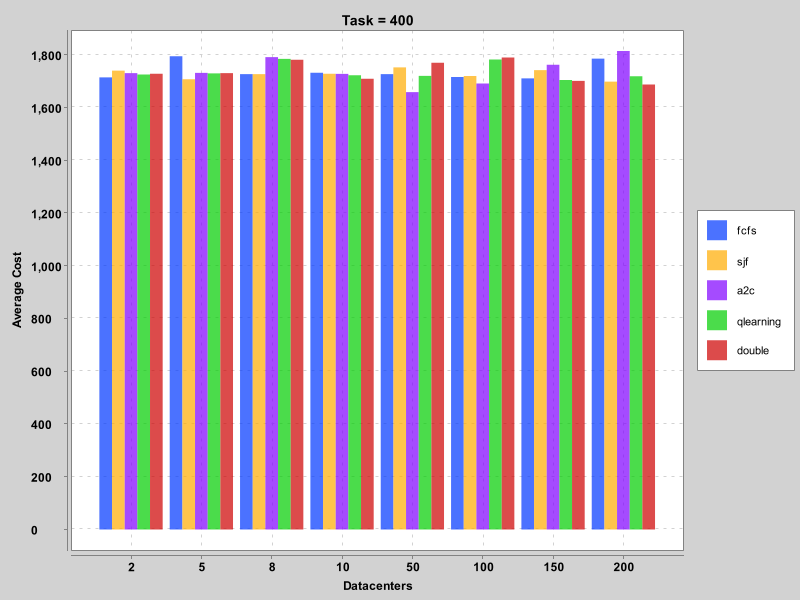 Task = 400
1,800
1,600
1,400
1,200
1,000
800
600
400
200
0
Average Cost
2 5 8 10 50 100 150 200
Datacenters
fcfs
sjf
a2c
qlearning
double